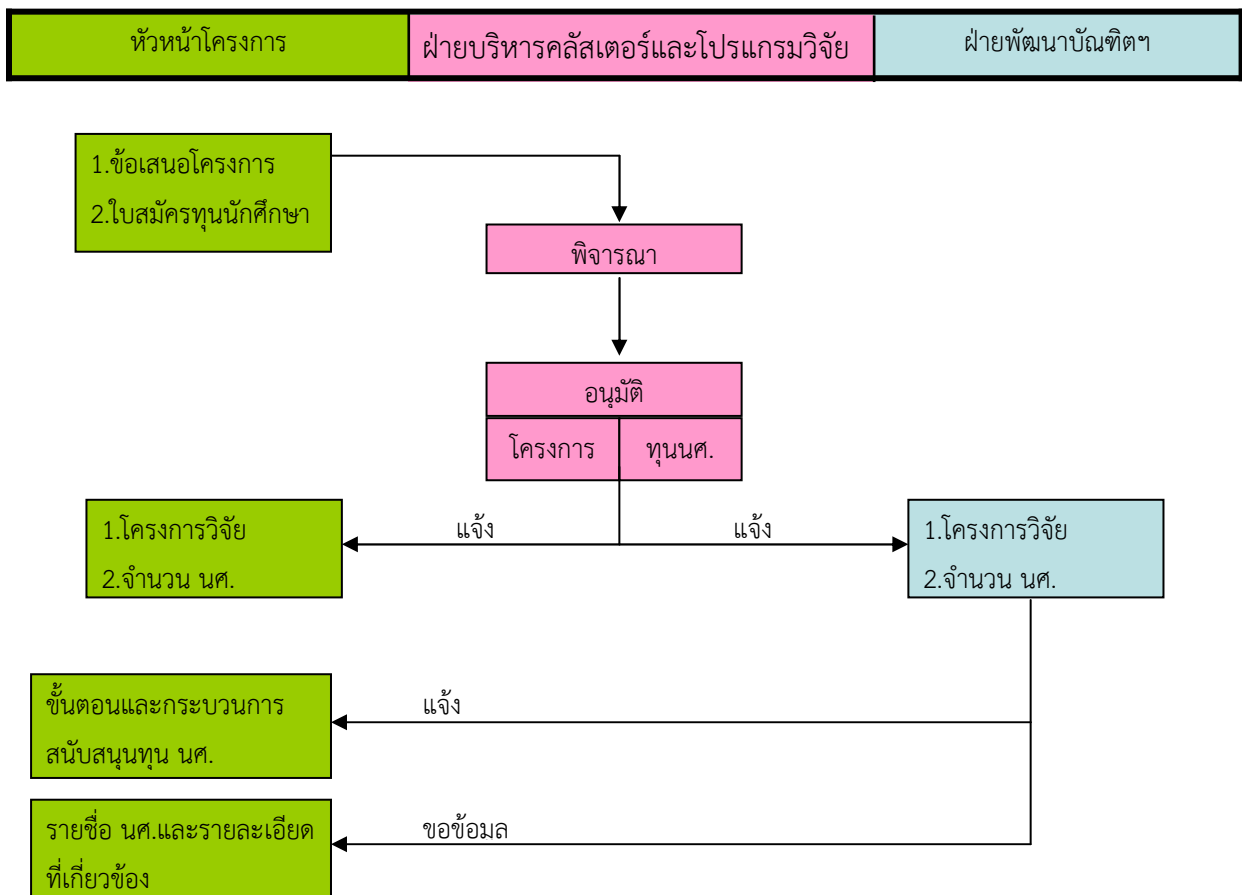 หัวหน้าโครงการ
ฝ่ายบริหารคลัสเตอร์และโปรแกรมวิจัย
ฝ่ายพัฒนาบัณฑิตฯ
1.ข้อเสนอโครงการ
2.ใบสมัครทุนนักศึกษา
พิจารณา
อนุมัติ
โครงการ
ทุนนศ.
แจ้ง
แจ้ง
1.โครงการวิจัย
2.จำนวน นศ.
1.โครงการวิจัย
2.จำนวน นศ.
ขั้นตอนและกระบวนการ
สนับสนุนทุน นศ.
แจ้ง
รายชื่อ นศ.และรายละเอียด
ที่เกี่ยวข้อง
ขอข้อมล